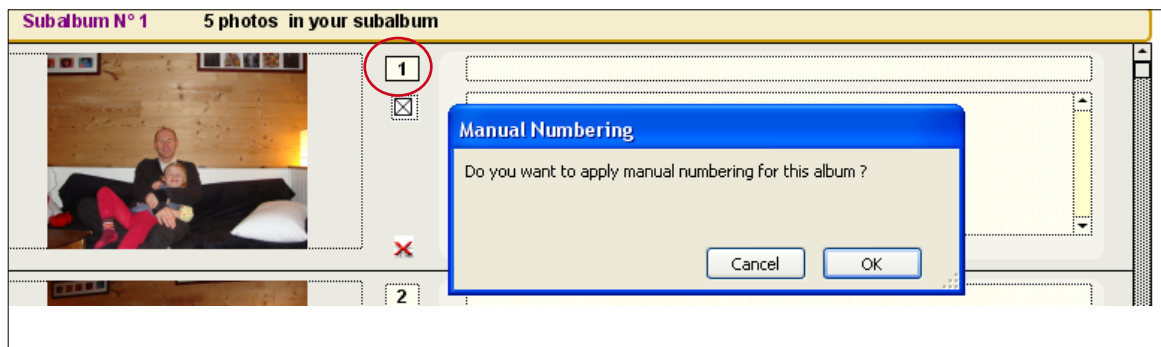 Subalbum N° 1 5 photos in your subalbum
1
Manual Numbering
Do you want to apply manual numbering for this album ?
Cancel OK
2